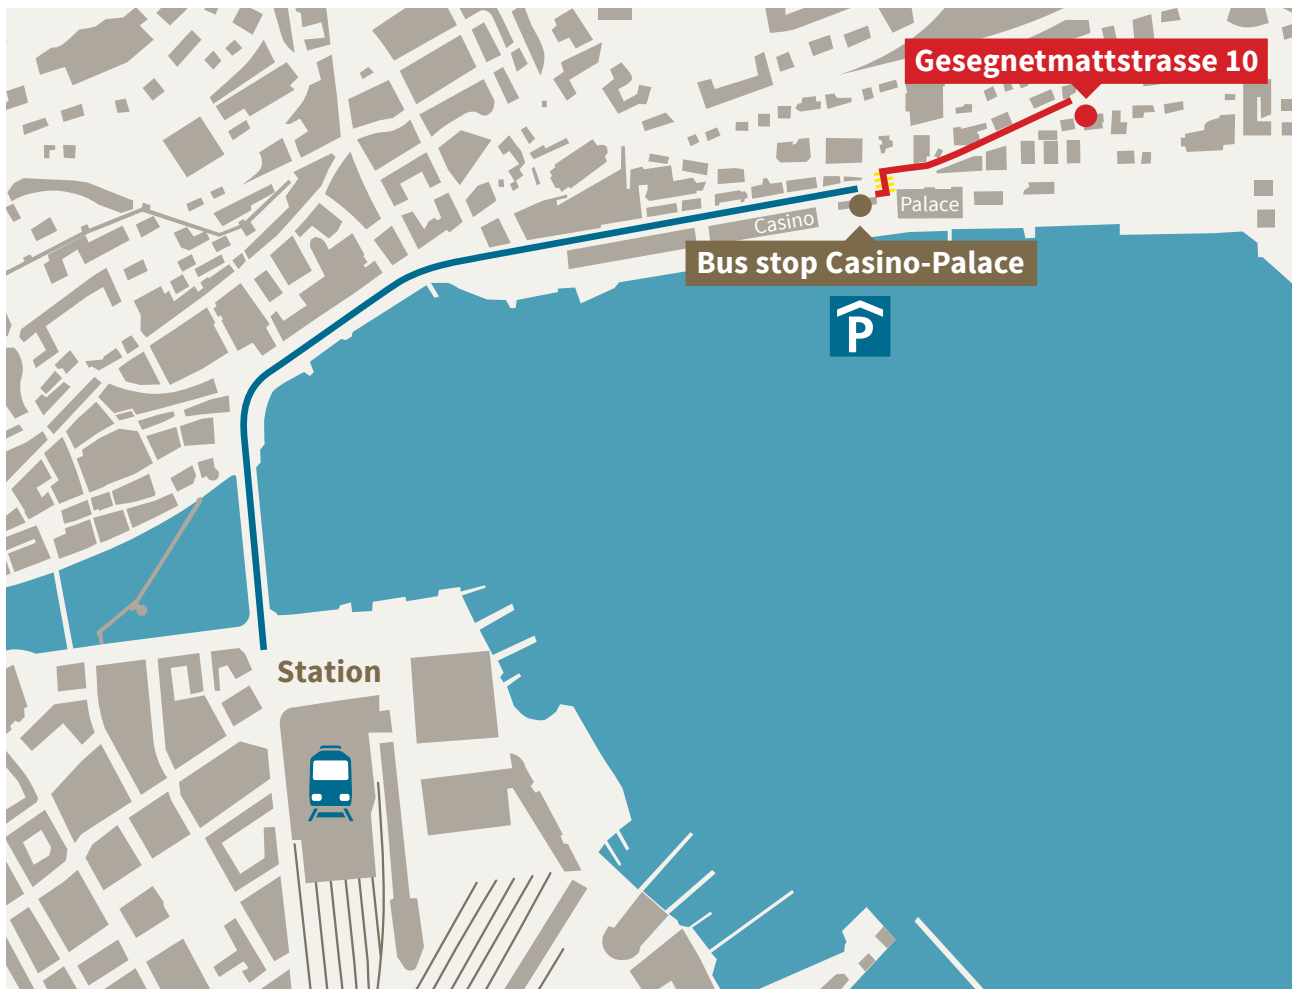 Gesegnetmattstrasse 10
Palace
Casino
Bus stop Casino-Palace
P
Station